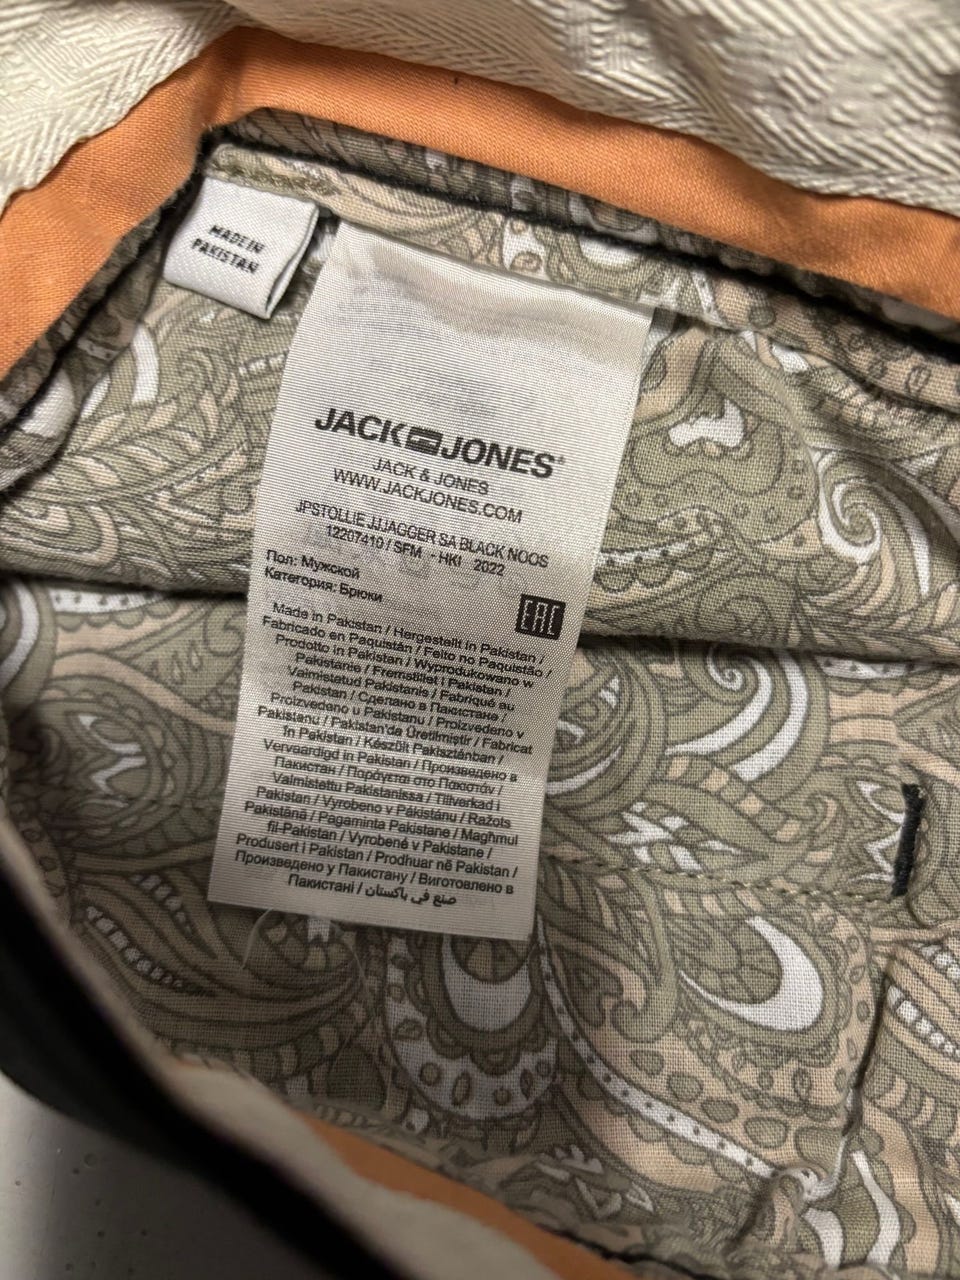 MADE IN
PAKISTAN
JACK JONES®
JACK & JONES
WWW.JACKJONES.COM
JPSTOLLIE JJJAGGER SA BLACK NOOS
12207410 / SFM - HKI 2022
Пол: Мужской
Категория: Брюки
EAC
Made in Pakistan / Hergestellt in Pakistan /
Fabricado en Paquistán / Feito no Paquistão /
Prodotto in Pakistan / Wyprodukowano w
Pakistanie / Fremstillet i Pakistan /
Valmistatud Pakistanis / Fabriqué au
Pakistan / Сделано в Пакистане /
Proizvedeno u Pakistanu / Proizvedeno v
Pakistanu / Pakistan'da Üretilmiştir / Fabricat
în Pakistan / Készült Pakisztánban /
Vervaardigd in Pakistan / Произведено в
Пакистан / Παράγεται στο Πακιστάν /
Valmistettu Pakistanissa / Tillverkad i
Pakistan / Vyrobeno v Pákistánu / Ražots
Pakistānā / Pagaminta Pakistane / Magħmul
fil-Pakistan / Vyrobené v Pakistane /
Produsert i Pakistan / Prodhuar në Pakistan /
Произведено у Пакистану / Виготовлено в
Пакистані / صنع في باكستان